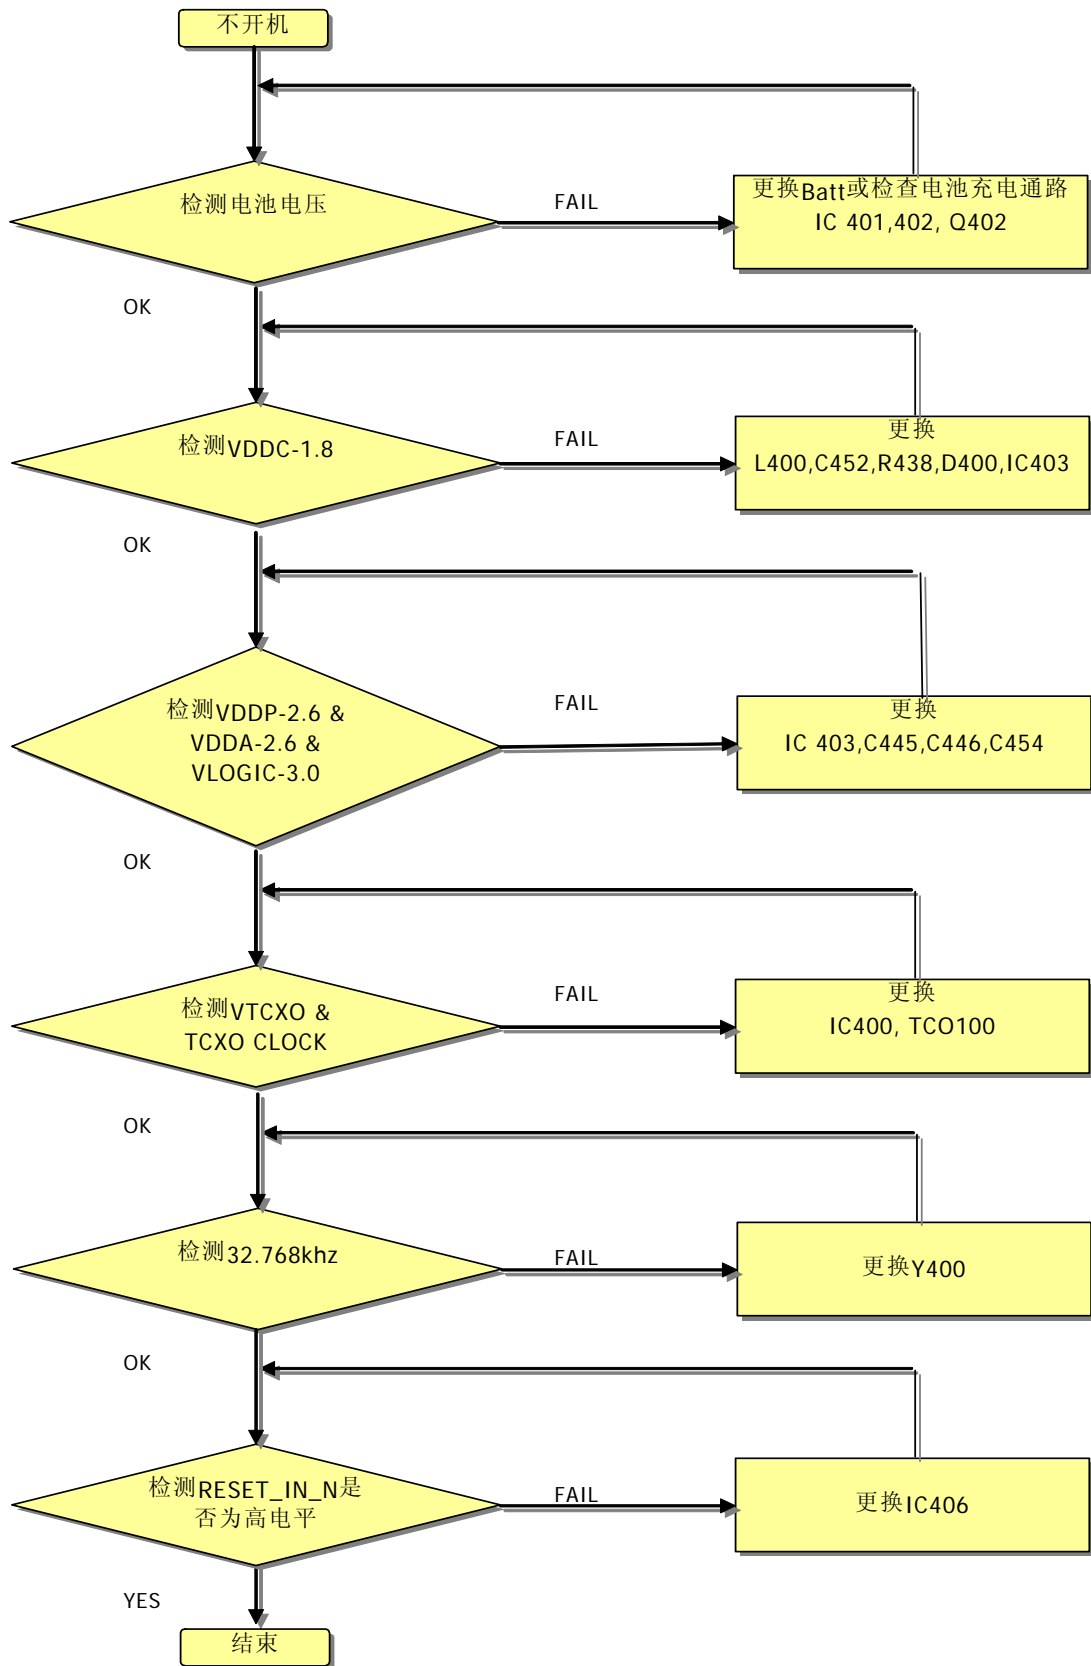 不开机
检测电池电压
FAIL
更换Batt或检查电池充电通路
IC 401,402, Q402
OK
检测VDDC-1.8
FAIL
更换
L400,C452,R438,D400,IC403
OK
检测VDDP-2.6 &
VDDA-2.6 &
VLOGIC-3.0
FAIL
更换
IC 403,C445,C446,C454
OK
检测VTCXO &
TCXO CLOCK
FAIL
更换
IC400, TCO100
OK
检测32.768khz
FAIL
更换Y400
OK
检测RESET_IN_N是
否为高电平
FAIL
更换IC406
YES
结束